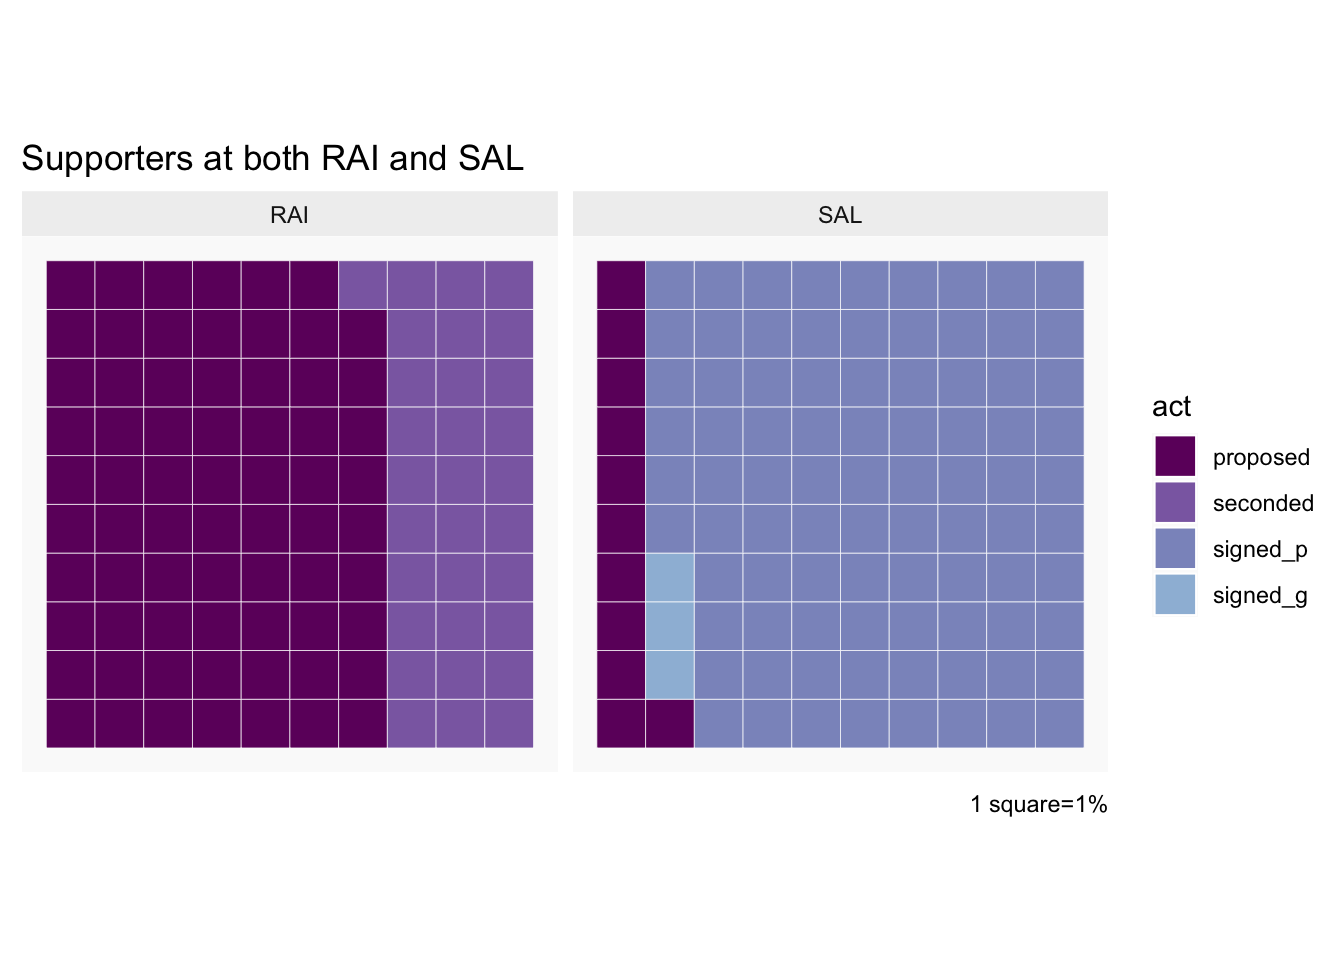 Supporters at both RAI and SAL
RAI
SAL
act
proposed
seconded
signed_p
signed_g
1 square=1%